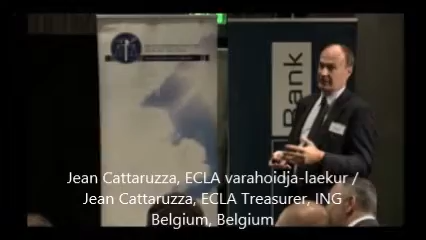 Bank
Jean Cattaruzza, ECLA varahoidja-laekur /
Jean Cattaruzza, ECLA Treasurer, ING
Belgium, Belgium